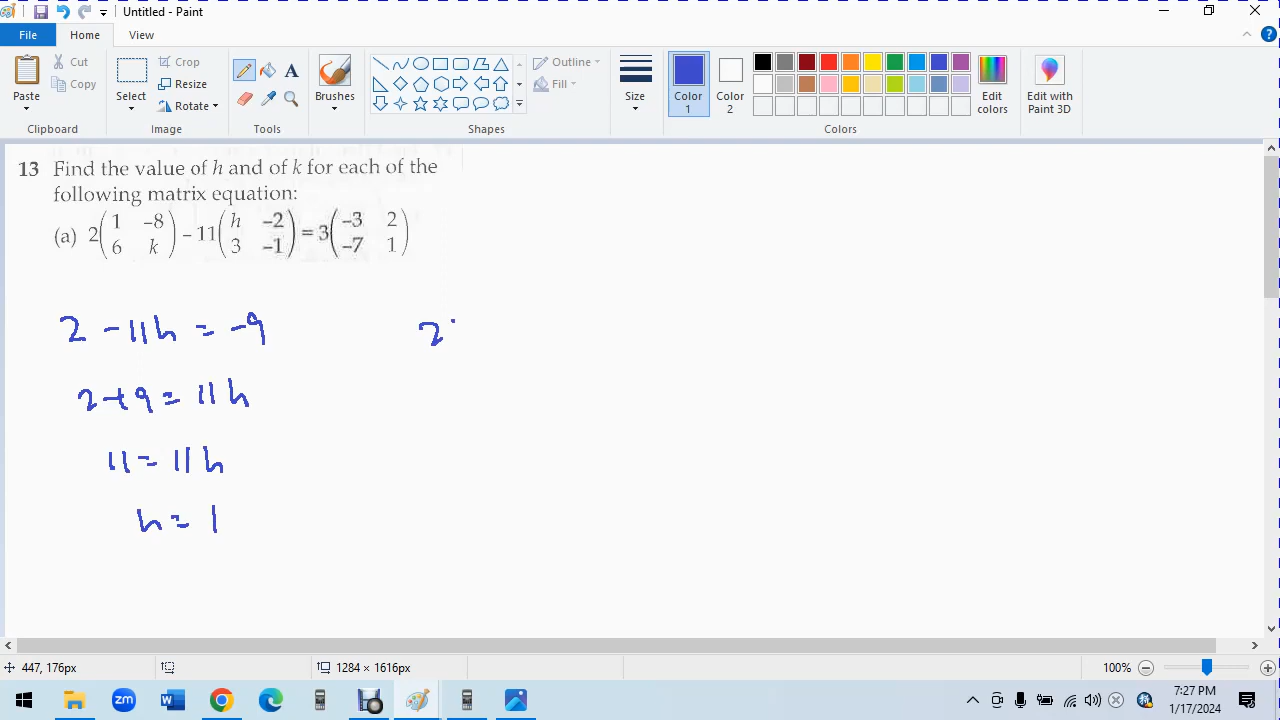 Untitled - Paint
File Home View
Paste Cut Copy Clipboard
Select Crop Resize Rotate Image
Tools
Brushes
Outline Fill Shapes
Size
Color 1 Color 2 Edit colors Colors
Edit with Paint 3D
13 Find the value of h and of k for each of the
following matrix equation:
(a) 2(1 -8 6 k) - 11(h -2 3 -1) = 3(-3 2 -7 1)
2 - 11h = -9 2
2+9 = 11h
11 = 11h
h = 1
447, 176px 1284 × 1616px 100%
zm W
7:27 PM
1/17/2024